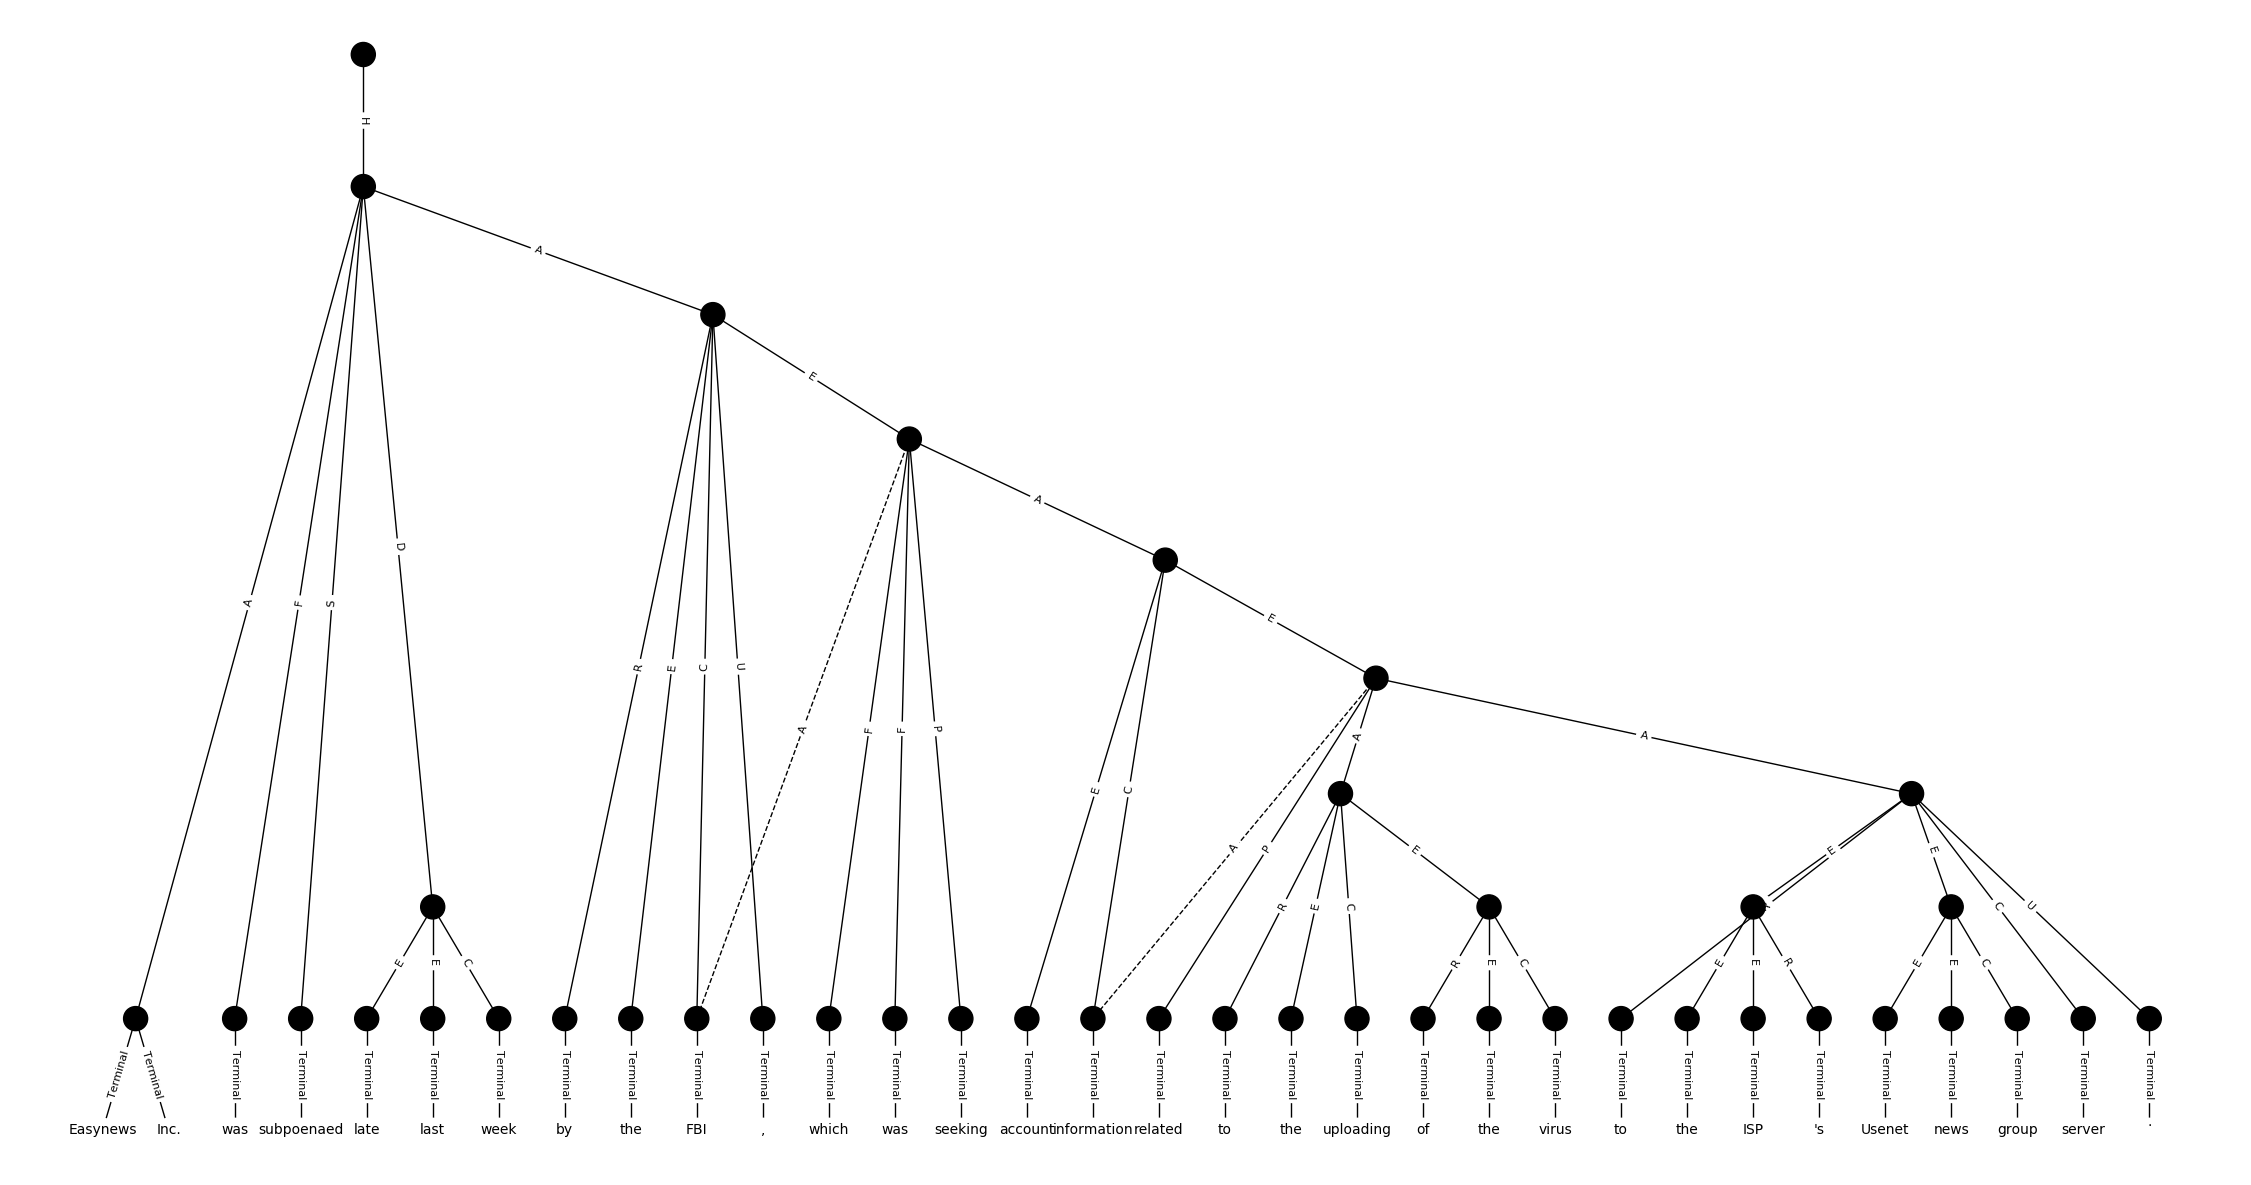 H
A
E
A
D
E
A
F
S
R
E
C
U
A
F
F
P
E
C
A
P
A
A
R
E
C
E
E
E
C
U
E E C
R E C
E E R
E E C
Terminal Terminal Terminal Terminal Terminal Terminal Terminal Terminal Terminal Terminal Terminal Terminal Terminal Terminal Terminal Terminal Terminal Terminal Terminal Terminal Terminal Terminal Terminal Terminal Terminal Terminal Terminal Terminal Terminal Terminal Terminal Terminal
Easynews Inc. was subpoenaed late last week by the FBI , which was seeking account information related to the uploading of the virus to the ISP 's Usenet news group server .